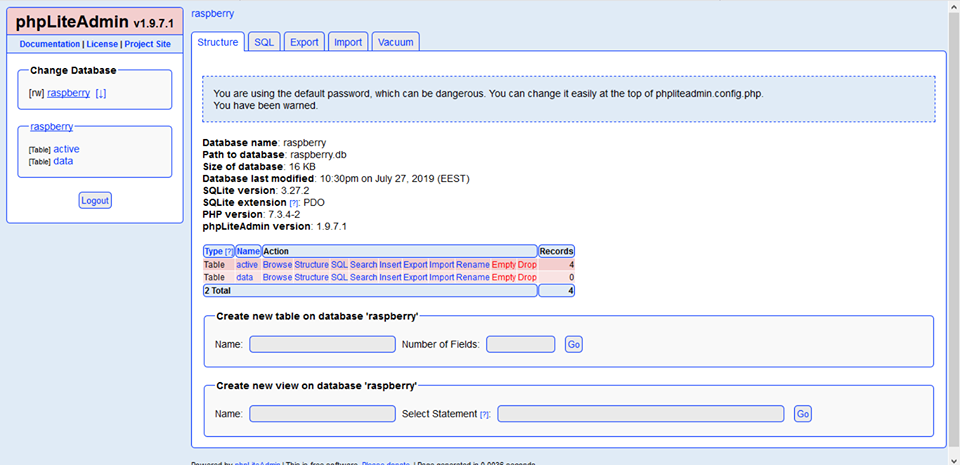 phpLiteAdmin v1.9.7.1
Documentation | License | Project Site
Change Database
[rw] raspberry [↓]
raspberry
[Table] active
[Table] data
Logout
raspberry
Structure SQL Export Import Vacuum
You are using the default password, which can be dangerous. You can change it easily at the top of phpliteadmin.config.php.
You have been warned.
Database name: raspberry
Path to database: raspberry.db
Size of database: 16 KB
Database last modified: 10:30pm on July 27, 2019 (EEST)
SQLite version: 3.27.2
SQLite extension [?]: PDO
PHP version: 7.3.4-2
phpLiteAdmin version: 1.9.7.1
Type [?] Name Action Records
Table active Browse Structure SQL Search Insert Export Import Rename Empty Drop 4
Table data Browse Structure SQL Search Insert Export Import Rename Empty Drop 0
2 Total 4
Create new table on database 'raspberry'
Name: Number of Fields: Go
Create new view on database 'raspberry'
Name: Select Statement [?]: Go
Powered by phpLiteAdmin | This is free software. Please donate. | Page generated in 0.0036 seconds.